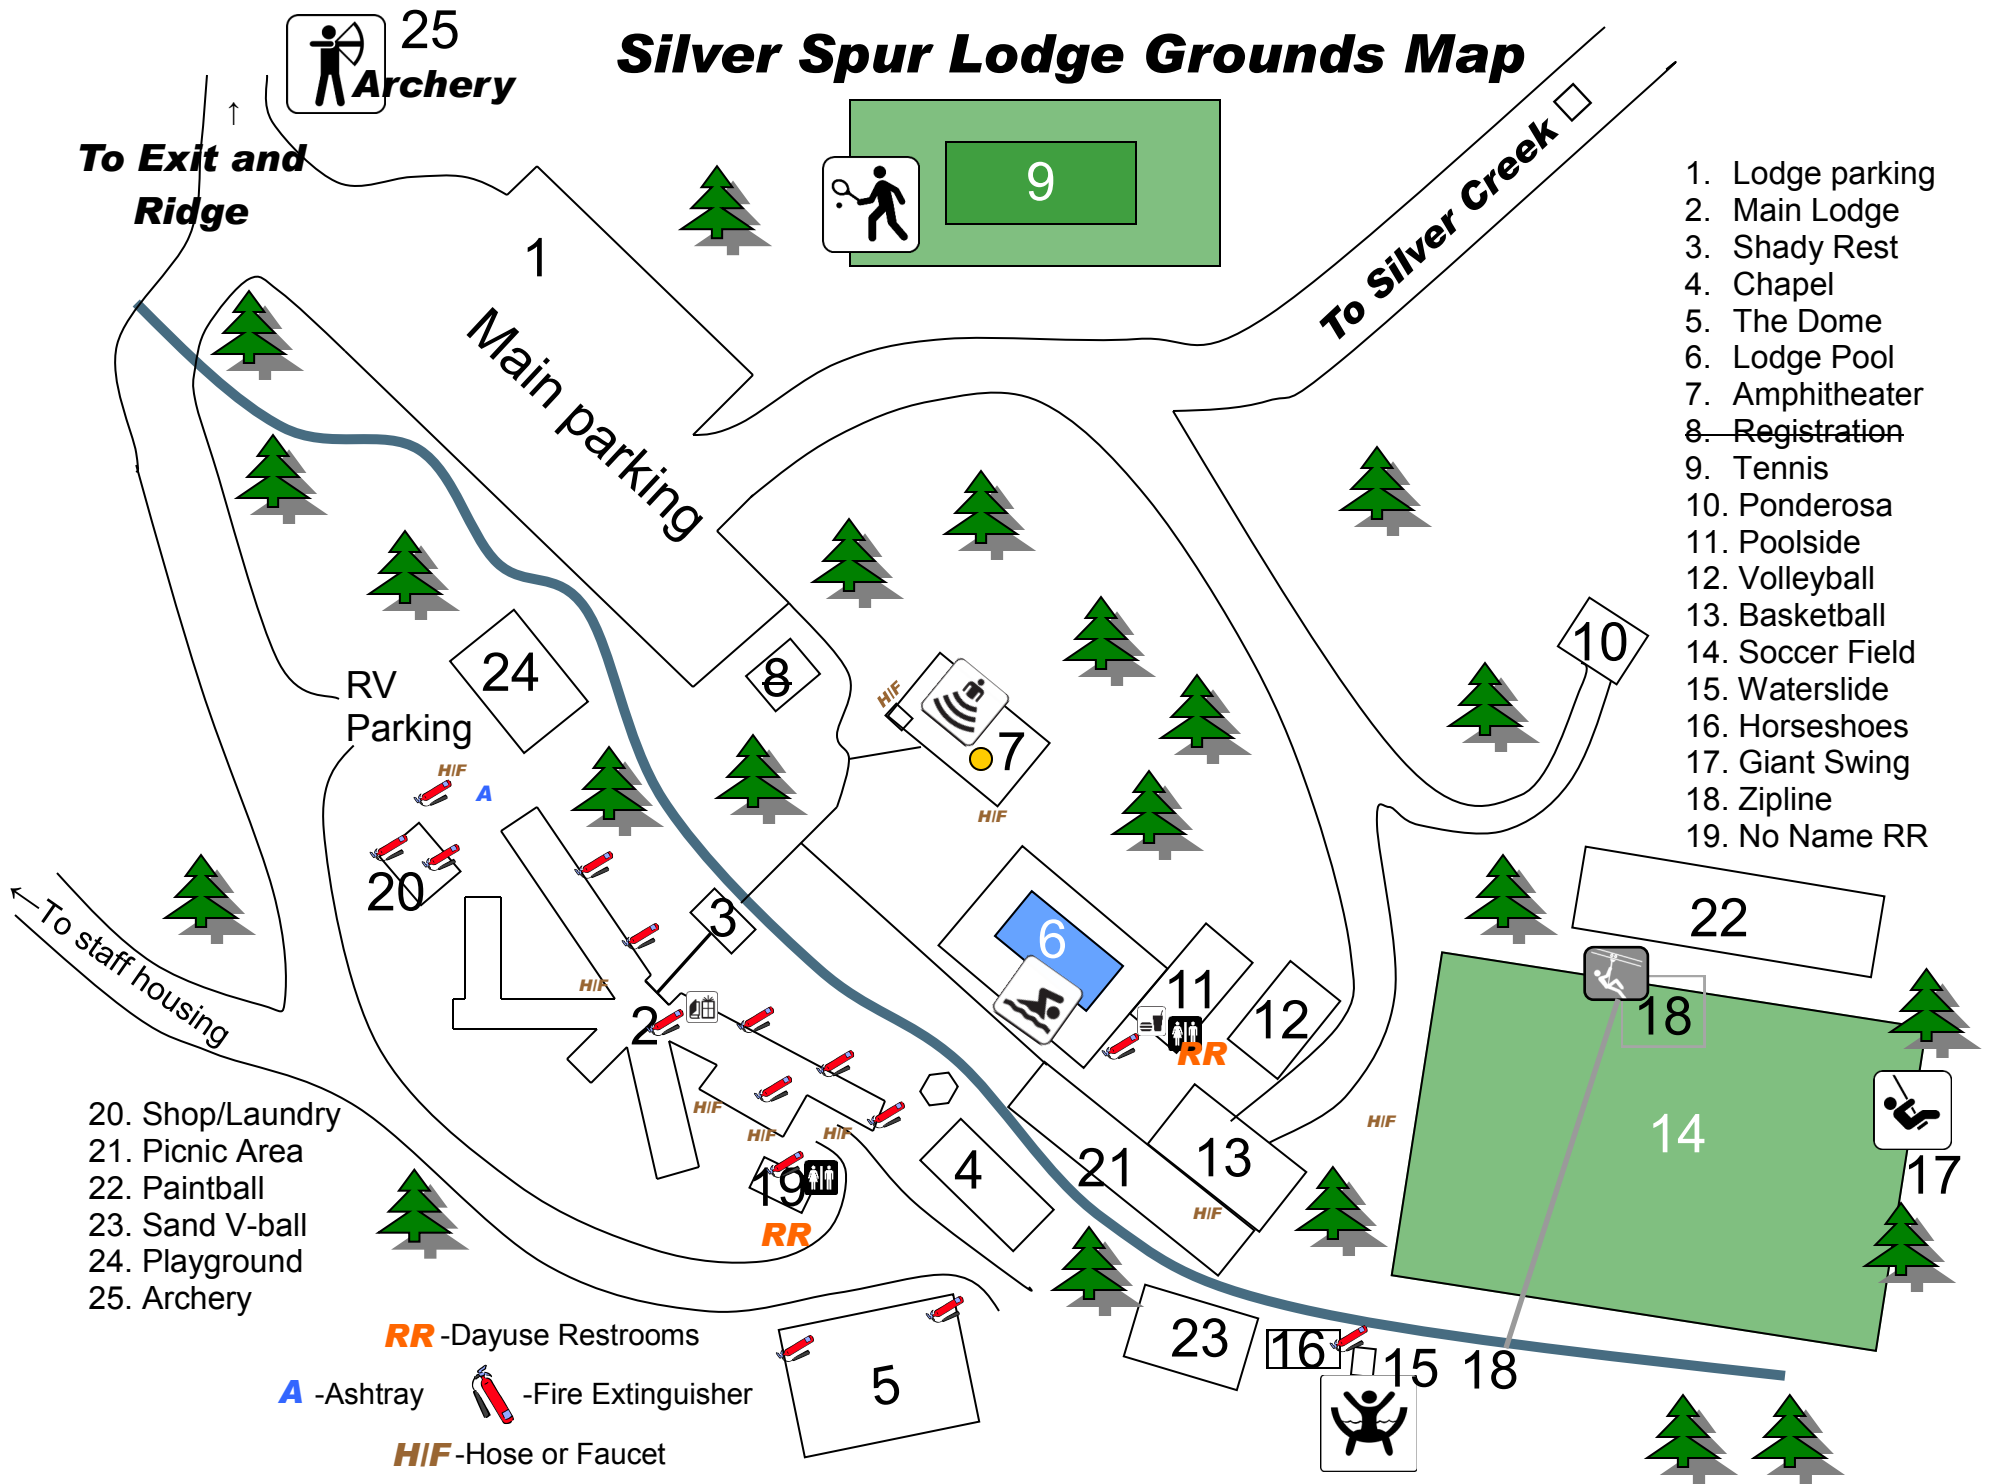 25
Archery
Silver Spur Lodge Grounds Map
↑
To Exit and
Ridge
9
1
Main parking
To Silver Creek
1. Lodge parking
2. Main Lodge
3. Shady Rest
4. Chapel
5. The Dome
6. Lodge Pool
7. Amphitheater
8. Registration
9. Tennis
10. Ponderosa
11. Poolside
12. Volleyball
13. Basketball
14. Soccer Field
15. Waterslide
16. Horseshoes
17. Giant Swing
18. Zipline
19. No Name RR
10
24
8
RV
Parking
H/F
7
H/F
H/F
A
20
3
6
22
←To staff housing
H/F
2
11
12
RR
18
H/F
H/F
H/F
H/F
14
17
4
21
13
H/F
19
RR
20. Shop/Laundry
21. Picnic Area
22. Paintball
23. Sand V-ball
24. Playground
25. Archery
23
16
15
18
5
RR -Dayuse Restrooms
A -Ashtray
-Fire Extinguisher
H/F -Hose or Faucet